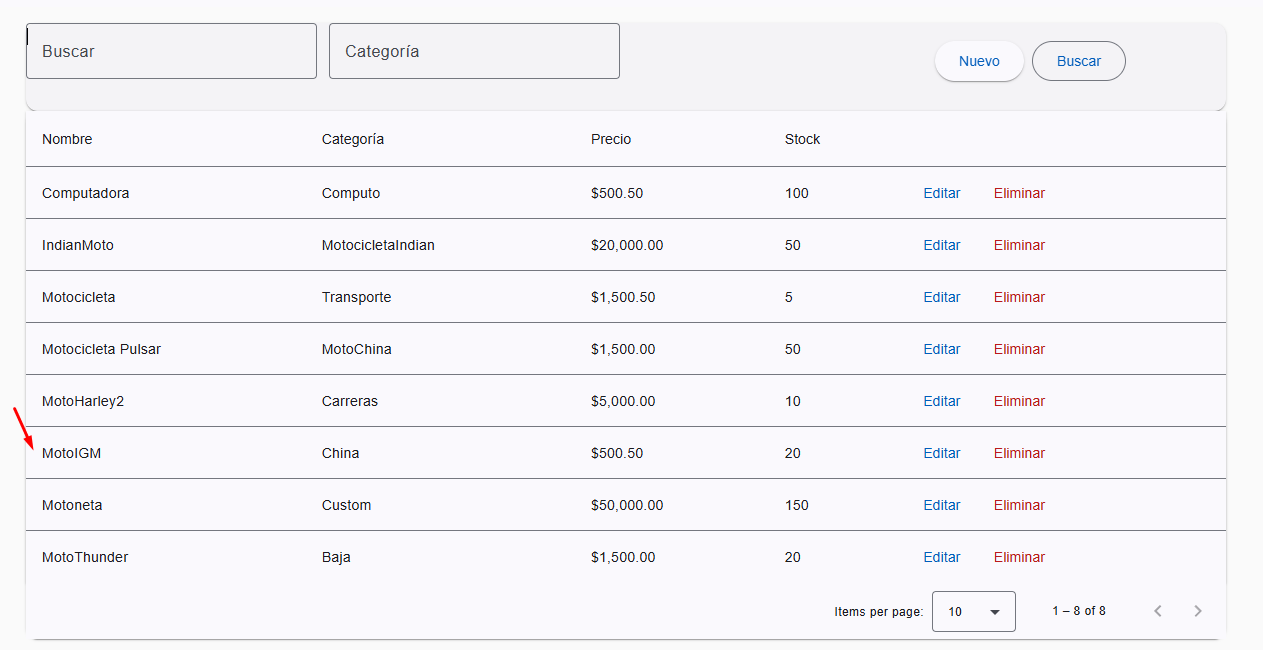 Buscar Categoría Nuevo Buscar
Nombre Categoría Precio Stock
Computadora Computo $500.50 100 Editar Eliminar
IndianMoto MotocicletaIndian $20,000.00 50 Editar Eliminar
Motocicleta Transporte $1,500.50 5 Editar Eliminar
Motocicleta Pulsar MotoChina $1,500.00 50 Editar Eliminar
MotoHarley2 Carreras $5,000.00 10 Editar Eliminar
MotoIGM China $500.50 20 Editar Eliminar
Motoneta Custom $50,000.00 150 Editar Eliminar
MotoThunder Baja $1,500.00 20 Editar Eliminar
Items per page: 10 1 – 8 of 8